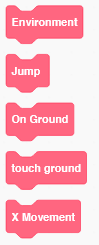 Environment
Jump
On Ground
touch ground
X Movement